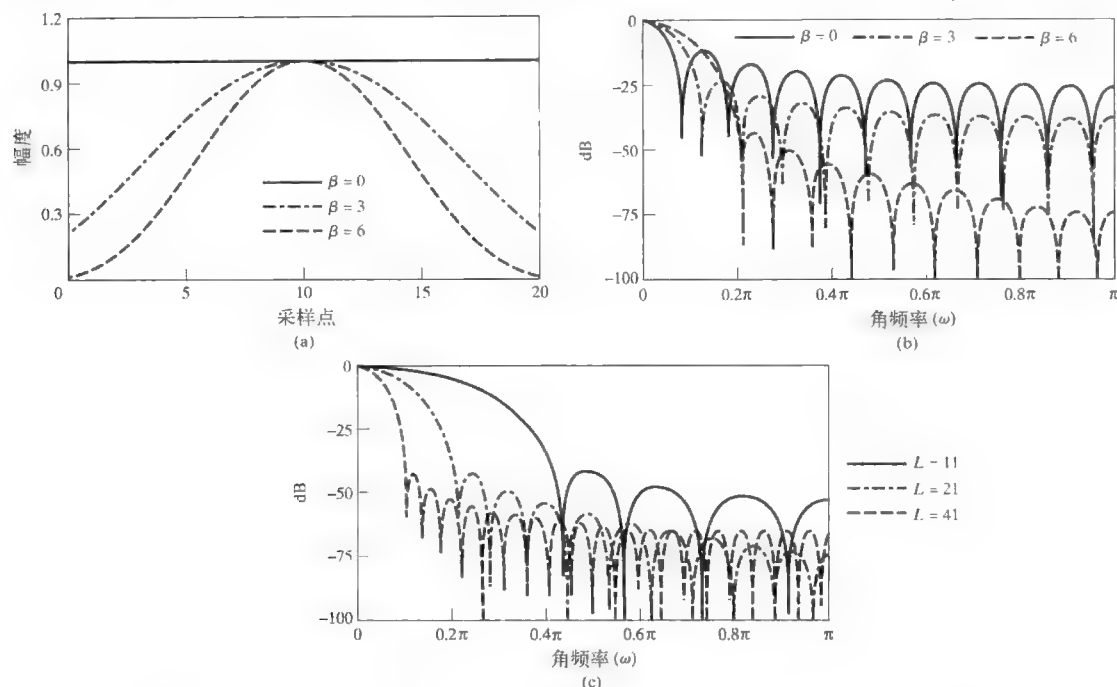 1.2
0.9
0.6
0.3
0
5
10
15
20
幅度
采样点
β = 0
β = 3
β = 6
(a)
0
-25
-50
-75
-100
dB
β = 0
β = 3
β = 6
0
0.2π
0.4π
0.6π
0.8π
π
角频率 (ω)
(b)
0
-25
-50
-75
-100
dB
0
0.2π
0.4π
0.6π
0.8π
π
角频率 (ω)
L = 11
L = 21
L = 41
(c)